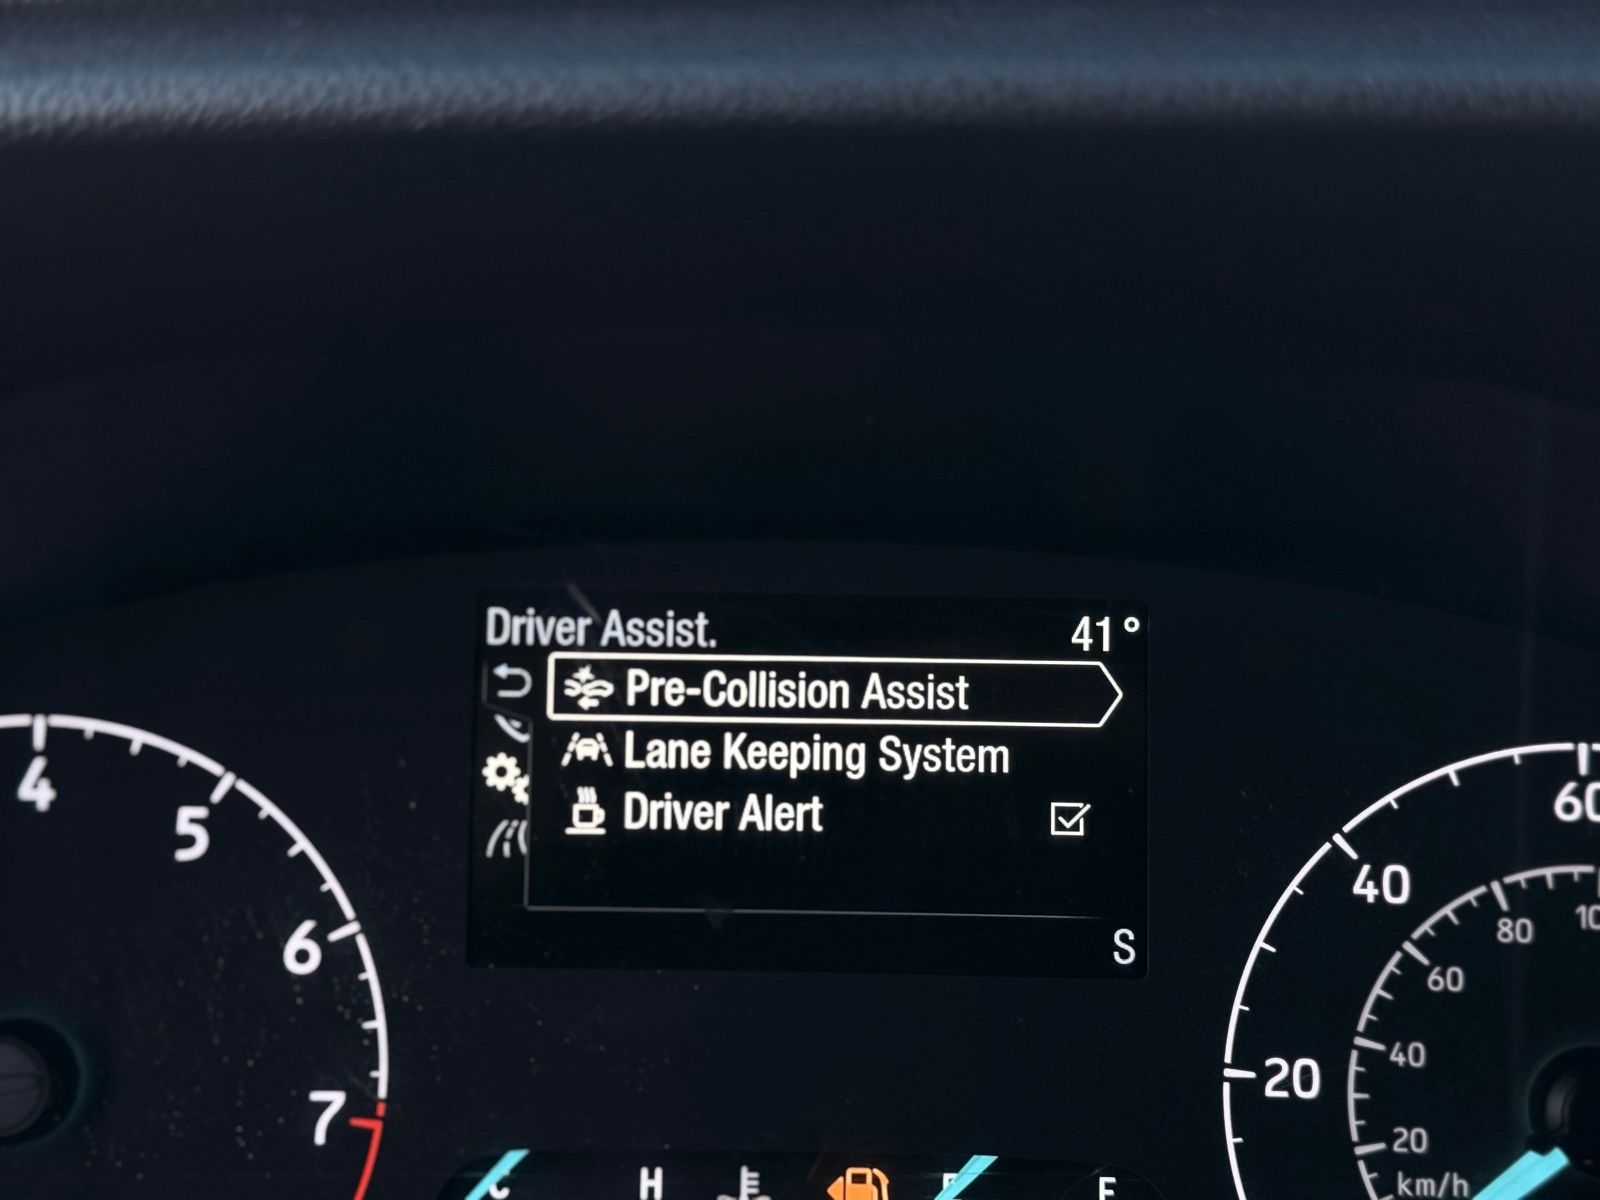 Driver Assist.
41°
Pre-Collision Assist
Lane Keeping System
Driver Alert
S
4
5
6
7
60
40
20
80
60
40
20
km/h
C
H
F